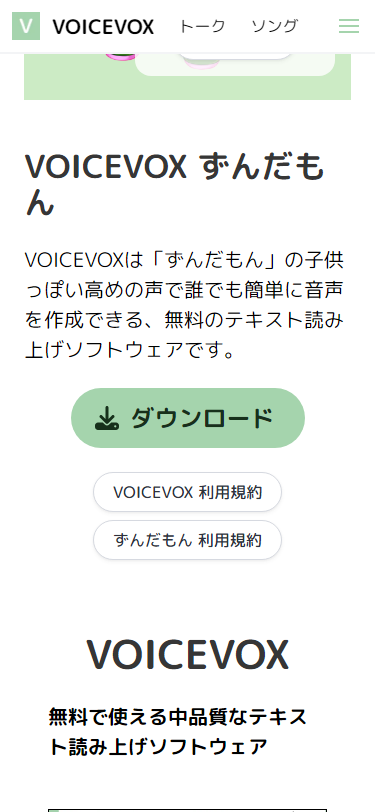 V VOICEVOX トーク ソング
VOICEVOX ずんだも
ん
VOICEVOXは「ずんだもん」の子供
っぽい高めの声で誰でも簡単に音声
を作成できる、無料のテキスト読み
上げソフトウェアです。
ダウンロード
VOICEVOX 利用規約
ずんだもん 利用規約
VOICEVOX
無料で使える中品質なテキス
ト読み上げソフトウェア